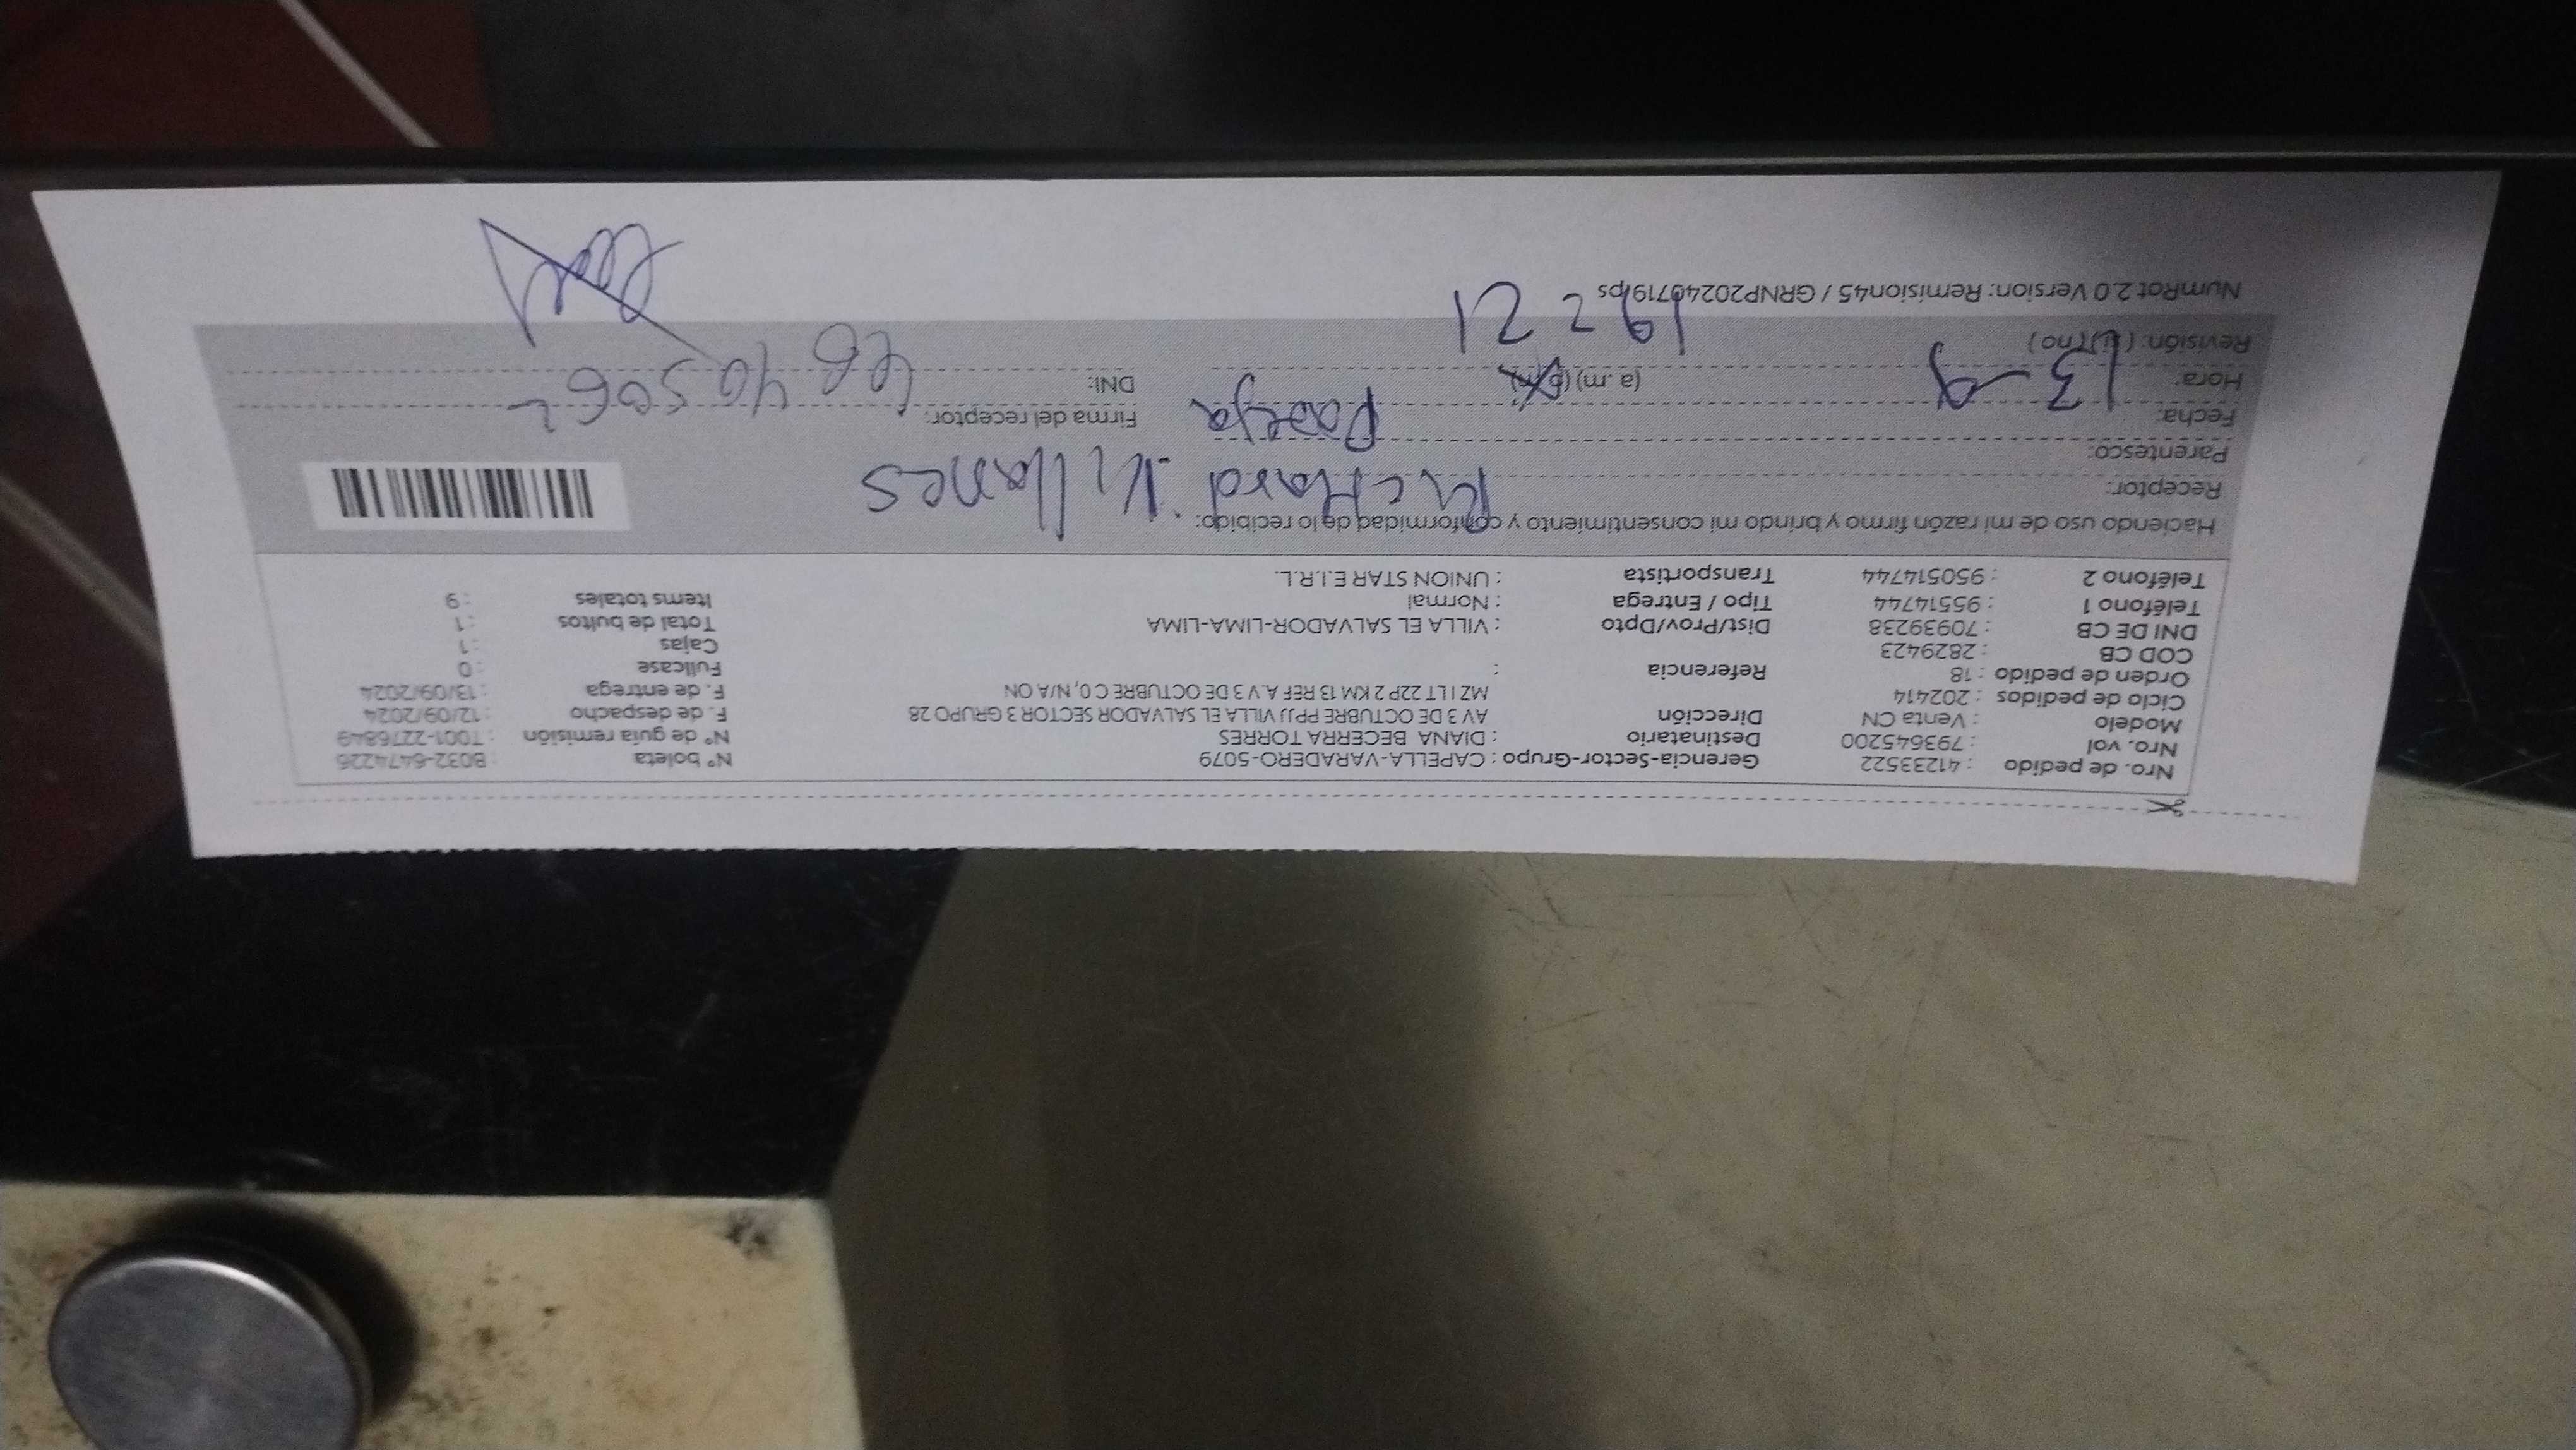 Nro. de pedido : 41233522 Gerencia-Sector-Grupo : CAPELLA-VARADERO-5079 N° boleta : B032-6474226
Nro. vol : 793645200 Destinatario : DIANA BECERRA TORRES N° de guía remisión : T001-2276849
Modelo : Venta CN Dirección AV 3 DE OCTUBRE PPJJ VILLA EL SALVADOR SECTOR 3 GRUPO 28 F. de despacho : 12/09/2024
Ciclo de pedidos : 202414 MZ I LT 22P 2 KM 13 REF A.V 3 DE OCTUBRE C 0, N/A ON F. de entrega : 13/09/2024
Orden de pedido : 18 Referencia : Fullcase : 0
COD CB : 2829423 Cajas : 1
DNI DE CB : 70939238 Dist/Prov/Dpto : VILLA EL SALVADOR-LIMA-LIMA Total de bultos : 1
Teléfono 1 : 95514744 Tipo / Entrega : Normal Items totales : 9
Teléfono 2 : 950514744 Transportista : UNION STAR E.I.R.L.
Haciendo uso de mi razón firmo y brindo mi consentimiento y conformidad de lo recibido:
Receptor: Richard Villanes
Parentesco: Pareja
Fecha: 13-9 Firma del receptor:
Hora: (a.m) (p.m) DNI:
Revisión: (si) (no) 19:21
NumRot 2.0 Version: Remision45 / GRNP20240719/ps